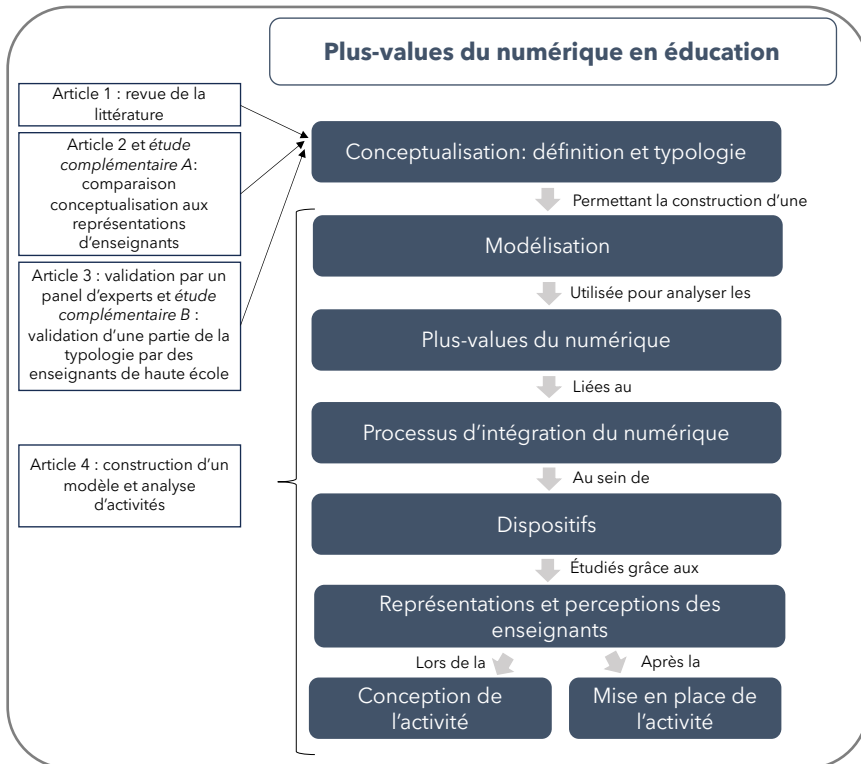 Plus-values du numérique en éducation
Article 1 : revue de la
littérature
Article 2 et étude
complémentaire A:
comparaison
conceptualisation aux
représentations
d'enseignants
Article 3 : validation par un
panel d'experts et étude
complémentaire B :
validation d'une partie de la
typologie par des
enseignants de haute école
Article 4 : construction d'un
modèle et analyse
d'activités
Conceptualisation: définition et typologie
Permettant la construction d'une
Modélisation
Utilisée pour analyser les
Plus-values du numérique
Liées au
Processus d'intégration du numérique
Au sein de
Dispositifs
Étudiés grâce aux
Représentations et perceptions des
enseignants
Lors de la
Après la
Conception de
l'activité
Mise en place de
l'activité